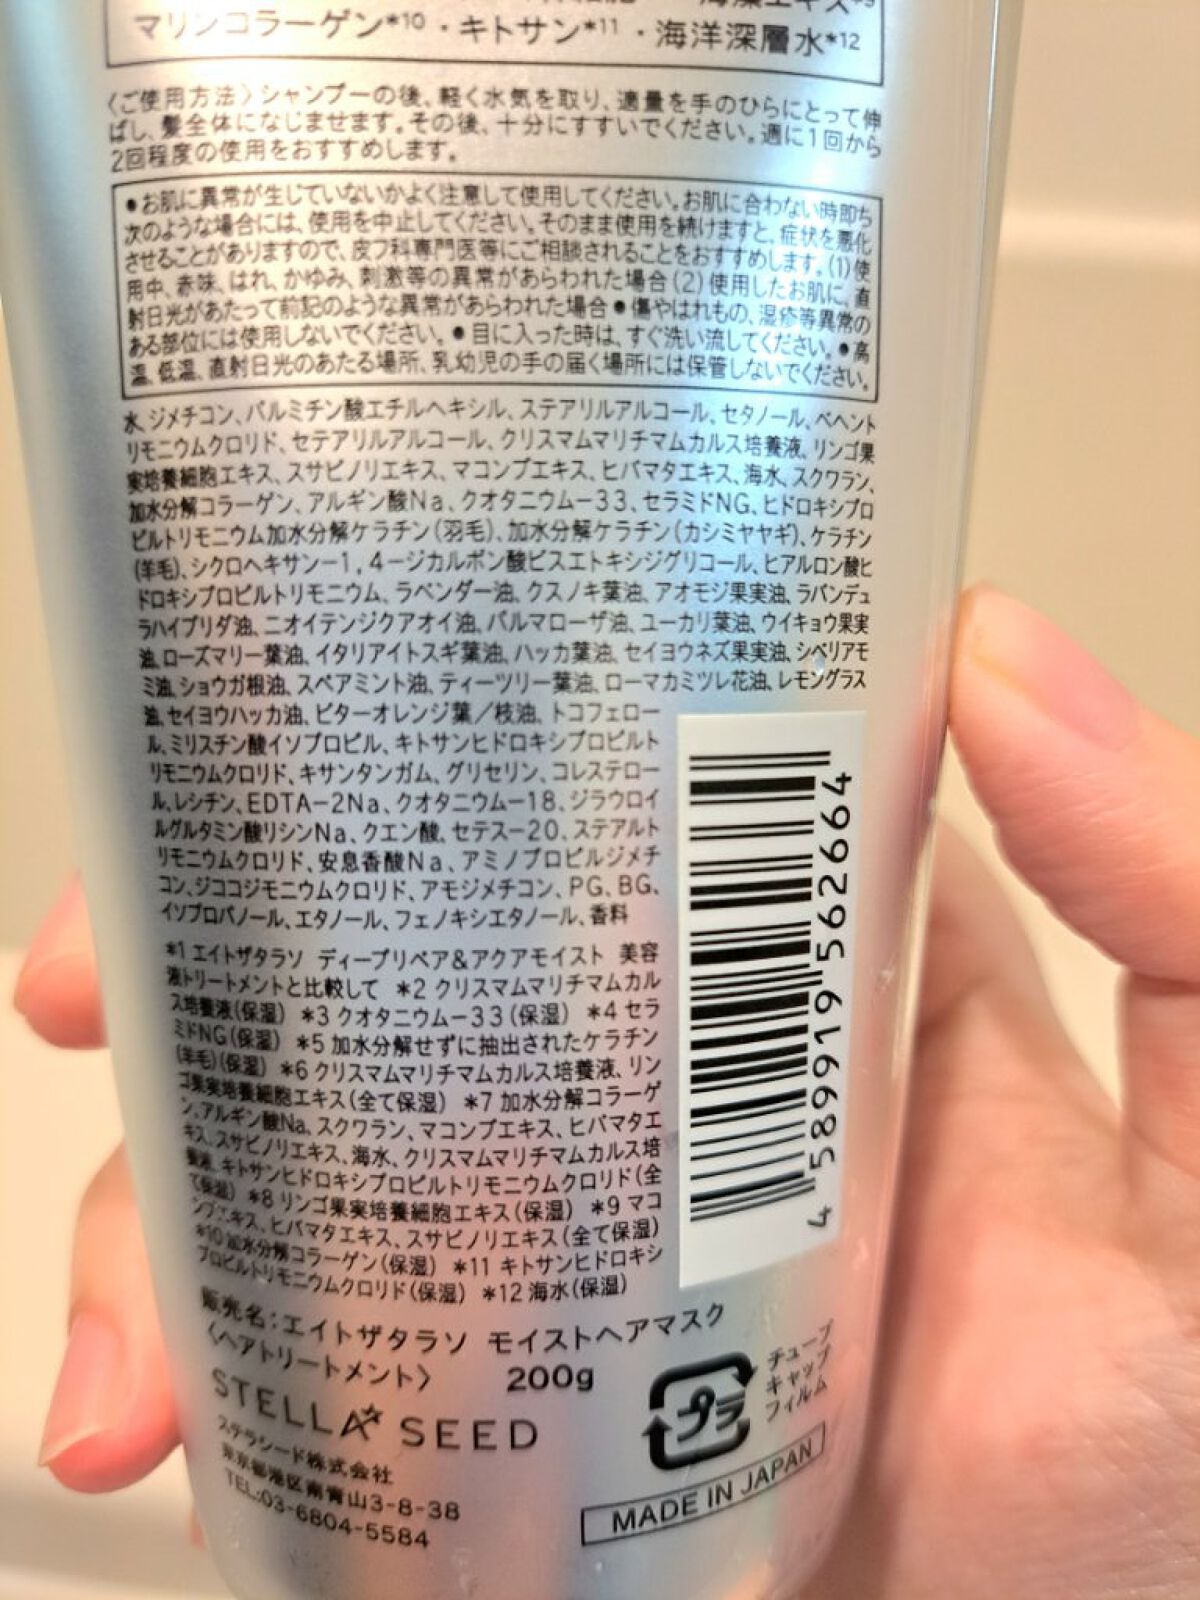 海藻エキス*9
マリンコラーゲン*10・キトサン*11・海洋深層水*12
〈ご使用方法〉シャンプーの後、軽く水気を取り、適量を手のひらにとって伸
ばし、髪全体になじませます。その後、十分にすすいでください。週に1回から
2回程度の使用をおすすめします。
●お肌に異常が生じていないかよく注意して使用してください。お肌に合わない時即ち
次のような場合には、使用を中止してください。そのまま使用を続けますと、症状を悪化
させることがありますので、皮フ科専門医等にご相談されることをおすすめします。(1)使
用中、赤味、はれ、かゆみ、刺激等の異常があらわれた場合(2)使用したお肌に、直
射日光があたって前記のような異常があらわれた場合●傷やはれもの、湿疹等異常の
ある部位には使用しないでください。●目に入った時は、すぐ洗い流してください。●高
温、低温、直射日光のあたる場所、乳幼児の手の届く場所には保管しないでください。
水、ジメチコン、パルミチン酸エチルヘキシル、ステアリルアルコール、セタノール、ベヘント
リモニウムクロリド、セテアリルアルコール、クリスマムマリチマムカルス培養液、リンゴ果
実培養細胞エキス、スサビノリエキス、マコンブエキス、ヒバマタエキス、海水、スクワラン、
加水分解コラーゲン、アルギン酸Na、クオタニウム－33、セラミドNG、ヒドロキシプロ
ピルトリモニウム加水分解ケラチン(羽毛)、加水分解ケラチン(カシミヤヤギ)、ケラチン
(羊毛)、シクロヘキサン－1，4－ジカルボン酸ビスエトキシジグリコール、ヒアルロン酸ヒ
ドロキシプロピルトリモニウム、ラベンダー油、クスノキ葉油、アオモジ果実油、ラバンデュ
ラハイブリダ油、ニオイテンジクアオイ油、パルマローザ油、ユーカリ葉油、ウイキョウ果実
油、ローズマリー葉油、イタリアイトスギ葉油、ハッカ葉油、セイヨウネズ果実油、シベリアモ
ミ油、ショウガ根油、スペアミント油、ティーツリー葉油、ローマカミツレ花油、レモングラス
油、セイヨウハッカ油、ビターオレンジ葉／枝油、トコフェロー
ル、ミリスチン酸イソプロピル、キトサンヒドロキシプロピルト
リモニウムクロリド、キサンタンガム、グリセリン、コレステロー
ル、レシチン、EDTA－2Na、クオタニウム－18、ジラウロイ
ルグルタミン酸リシンNa、クエン酸、セテス－20、ステアルト
リモニウムクロリド、安息香酸Na、アミノプロピルジメチ
コン、ジココジモニウムクロリド、アモジメチコン、PG、BG、
イソプロパノール、エタノール、フェノキシエタノール、香料
*1 エイトザタラソ ディープリペア&アクアモイスト 美容
液トリートメントと比較して *2 クリスマムマリチマムカル
ス培養液(保湿) *3 クオタニウム－33(保湿) *4 セラ
ミドNG(保湿) *5 加水分解せずに抽出されたケラチン
(羊毛)(保湿) *6 クリスマムマリチマムカルス培養液、リン
ゴ果実培養細胞エキス(全て保湿) *7 加水分解コラーゲ
ン、アルギン酸Na、スクワラン、マコンブエキス、ヒバマタエ
キス、スサビノリエキス、海水、クリスマムマリチマムカルス培
養液、キトサンヒドロキシプロピルトリモニウムクロリド(全
て保湿) *8 リンゴ果実培養細胞エキス(保湿) *9 マコ
ンブエキス、ヒバマタエキス、スサビノリエキス(全て保湿)
*10 加水分解コラーゲン(保湿) *11 キトサンヒドロキシ
プロピルトリモニウムクロリド(保湿) *12 海水(保湿)
4 589919 562664
販売名：エイトザタラソ モイストヘアマスク
〈ヘアトリートメント〉 200g
STELLA SEED
ステラシード株式会社
東京都港区南青山3-8-38
TEL:03-6804-5584
プラ
チューブ
キャップ
フィルム
MADE IN JAPAN